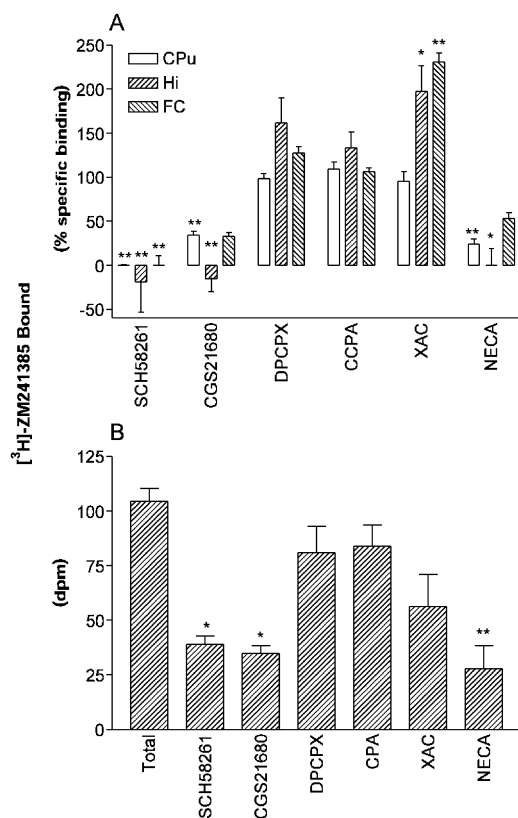 A
CPu
Hi
FC
250
200
150
100
50
0
-50
(% specific binding)
** ** **
**
**
*
**
**
*
SCH58261
CGS21680
DPCPX
CCPA
XAC
NECA
[³H]-ZM241385 Bound
B
125
100
75
50
25
0
(dpm)
*
*
**
Total
SCH58261
CGS21680
DPCPX
CPA
XAC
NECA